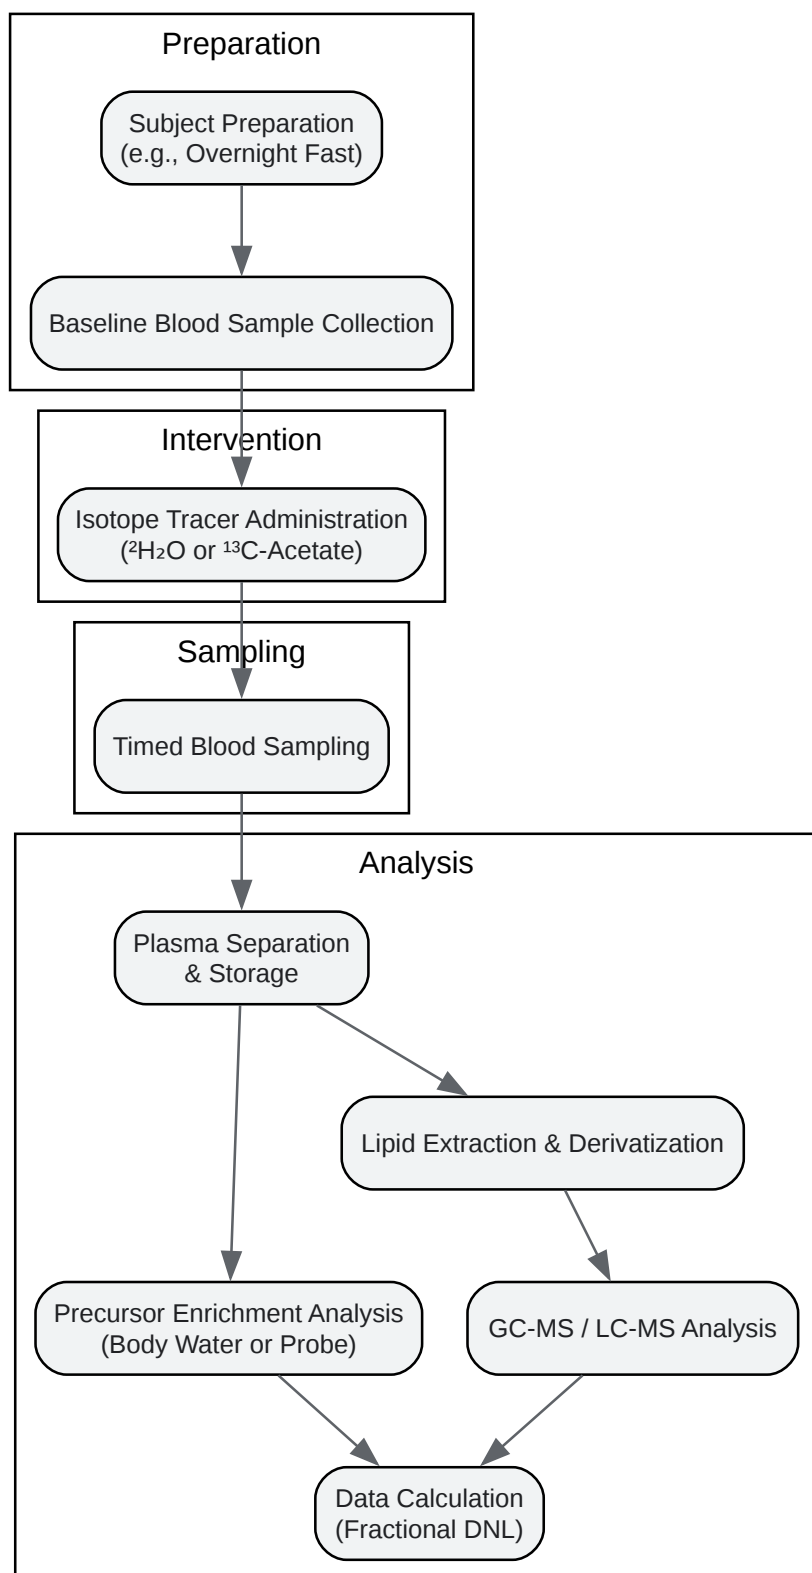 Preparation
Subject Preparation
(e.g., Overnight Fast)
Baseline Blood Sample Collection
Intervention
Isotope Tracer Administration
(²H₂O or ¹³C-Acetate)
Sampling
Timed Blood Sampling
Analysis
Plasma Separation
& Storage
Lipid Extraction & Derivatization
Precursor Enrichment Analysis
(Body Water or Probe)
GC-MS / LC-MS Analysis
Data Calculation
(Fractional DNL)